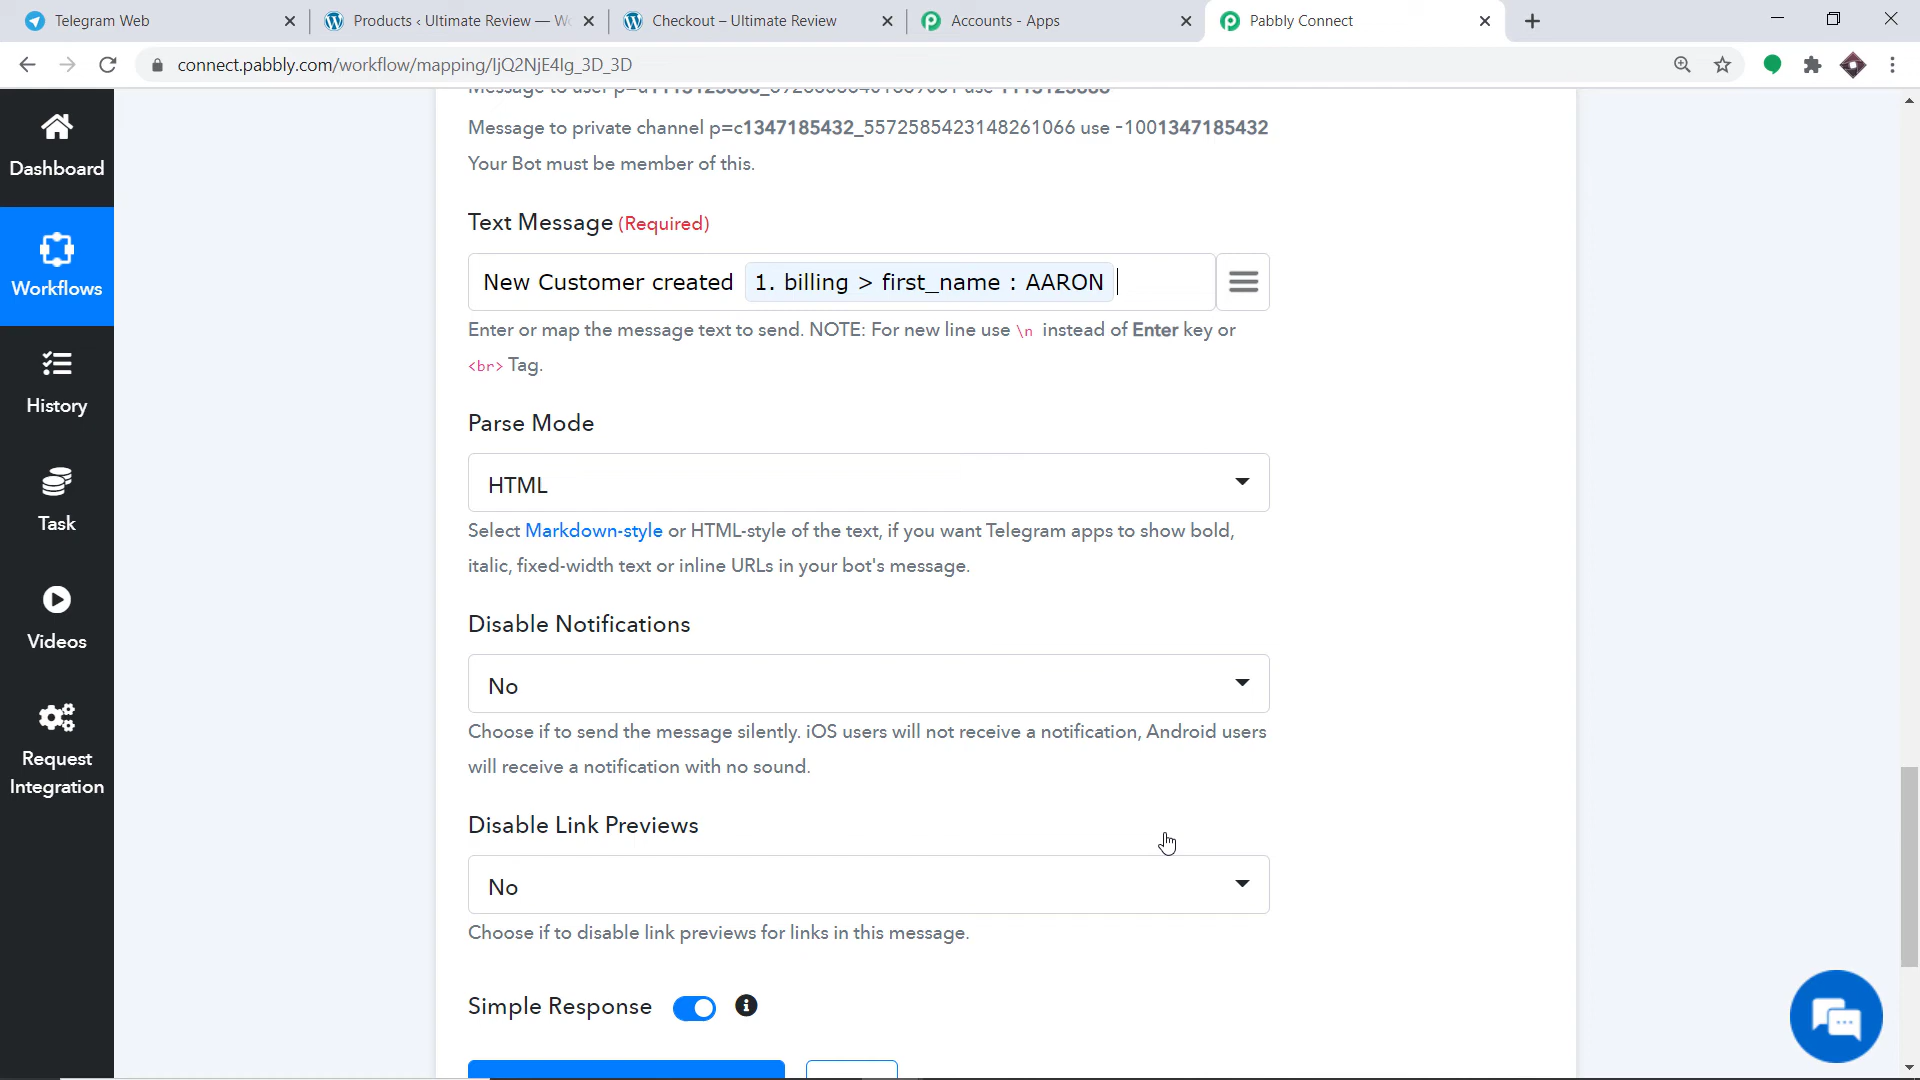 Telegram Web
Products ‹ Ultimate Review — Wo
Checkout – Ultimate Review
Accounts - Apps
Pabbly Connect
connect.pabbly.com/workflow/mapping/IjQ2NjE4Ig_3D_3D
Dashboard
Workflows
History
Task
Videos
Request
Integration
Message to private channel p=c1347185432_5572585423148261066 use -1001347185432
Your Bot must be member of this.
Text Message (Required)
New Customer created 1. billing > first_name : AARON
Enter or map the message text to send. NOTE: For new line use \n instead of Enter key or
<br> Tag.
Parse Mode
HTML
Select Markdown-style or HTML-style of the text, if you want Telegram apps to show bold,
italic, fixed-width text or inline URLs in your bot's message.
Disable Notifications
No
Choose if to send the message silently. iOS users will not receive a notification, Android users
will receive a notification with no sound.
Disable Link Previews
No
Choose if to disable link previews for links in this message.
Simple Response